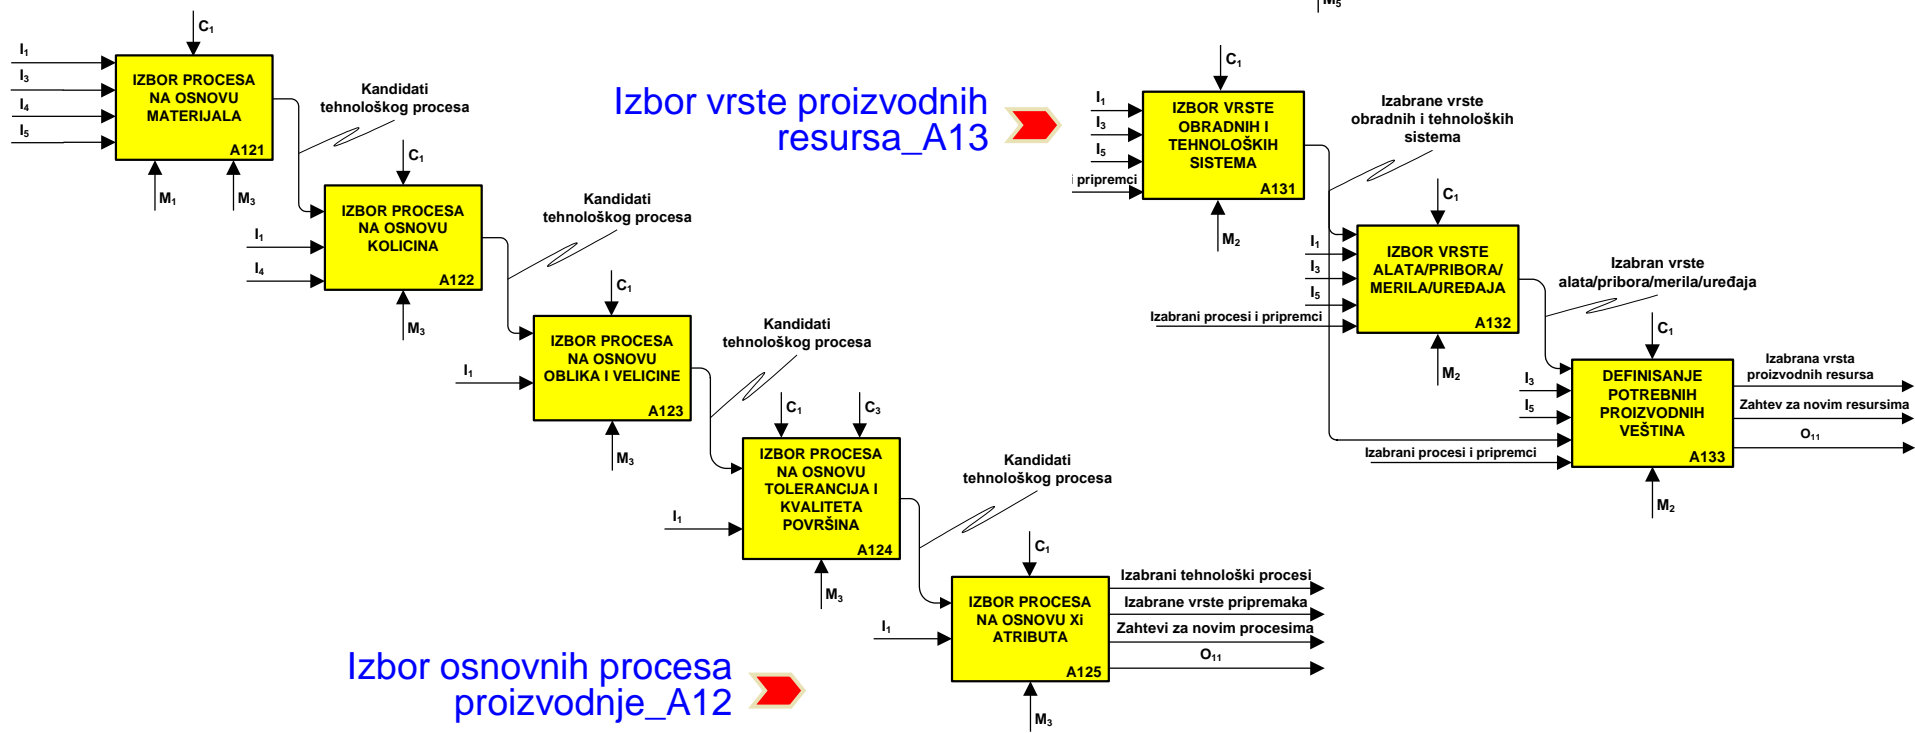 M₅
C₁
I₁
I₃
I₄
I₅
IZBOR PROCESA
NA OSNOVU
MATERIJALA
A121
M₁
M₃
Kandidati
tehnološkog procesa
C₁
I₁
I₄
IZBOR PROCESA
NA OSNOVU
KOLICINA
A122
M₃
Kandidati
tehnološkog procesa
C₁
I₁
IZBOR PROCESA
NA OSNOVU
OBLIKA I VELICINE
A123
M₃
Kandidati
tehnološkog procesa
C₁
C₃
I₁
IZBOR PROCESA
NA OSNOVU
TOLERANCIJA I
KVALITETA
POVRŠINA
A124
M₃
Kandidati
tehnološkog procesa
C₁
I₁
IZBOR PROCESA
NA OSNOVU Xi
ATRIBUTA
A125
M₃
Izabrani tehnološki procesi
Izabrane vrste pripremaka
Zahtevi za novim procesima
O₁₁
Izbor osnovnih procesa
proizvodnje_A12
Izbor vrste proizvodnih
resursa_A13
C₁
I₁
I₃
I₅
i pripremci
IZBOR VRSTE
OBRADNIH I
TEHNOLOŠKIH
SISTEMA
A131
M₂
Izabrane vrste
obradnih i tehnoloških
sistema
C₁
I₁
I₃
I₅
Izabrani procesi i pripremci
IZBOR VRSTE
ALATA/PRIBORA/
MERILA/UREĐAJA
A132
M₂
Izabran vrste
alata/pribora/merila/uređaja
C₁
I₃
I₅
Izabrani procesi i pripremci
DEFINISANJE
POTREBNIH
PROIZVODNIH
VEŠTINA
A133
M₂
Izabrana vrsta
proizvodnih resursa
Zahtev za novim resursima
O₁₁